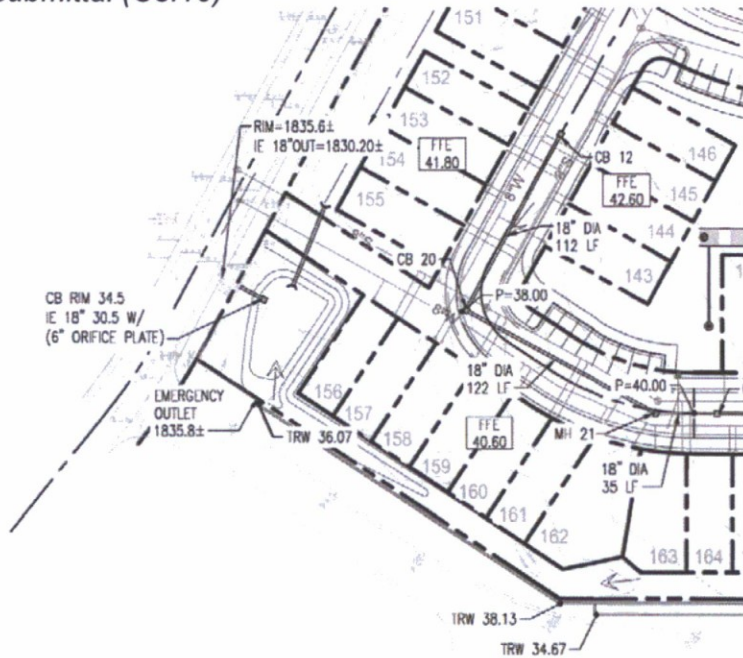 151
152
153
154
155
RIM=1835.6±
IE 18"OUT=1830.20±
FFE
41.80
CB 12
146
145
144
143
FFE
42.60
8"W
8"S
18" DIA
112 LF
CB 20
8"S
8"W
P=38.00
CB RIM 34.5
IE 18" 30.5 W/
(6" ORIFICE PLATE)
18" DIA
122 LF
P=40.00
EMERGENCY
OUTLET
1835.8±
TRW 36.07
156
157
158
159
160
161
162
FFE
40.60
MH 21
18" DIA
35 LF
163
164
TRW 38.13
TRW 34.67